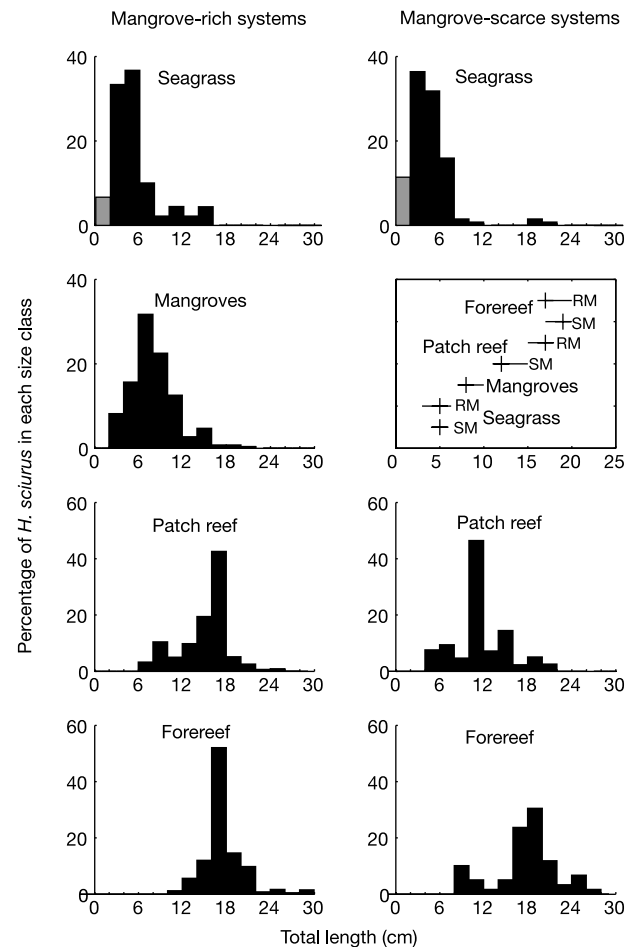 Mangrove-rich systems
Mangrove-scarce systems
Percentage of H. sciurus in each size class
40
20
0
Seagrass
0 6 12 18 24 30
40
20
0
Seagrass
0 6 12 18 24 30
40
20
0
Mangroves
0 6 12 18 24 30
Forereef
RM
SM
Patch reef
RM
SM
Mangroves
RM
Seagrass
SM
5 10 15 20 25
60
40
20
0
Patch reef
0 6 12 18 24 30
60
40
20
0
Patch reef
0 6 12 18 24 30
60
40
20
0
Forereef
0 6 12 18 24 30
60
40
20
0
Forereef
0 6 12 18 24 30
Total length (cm)